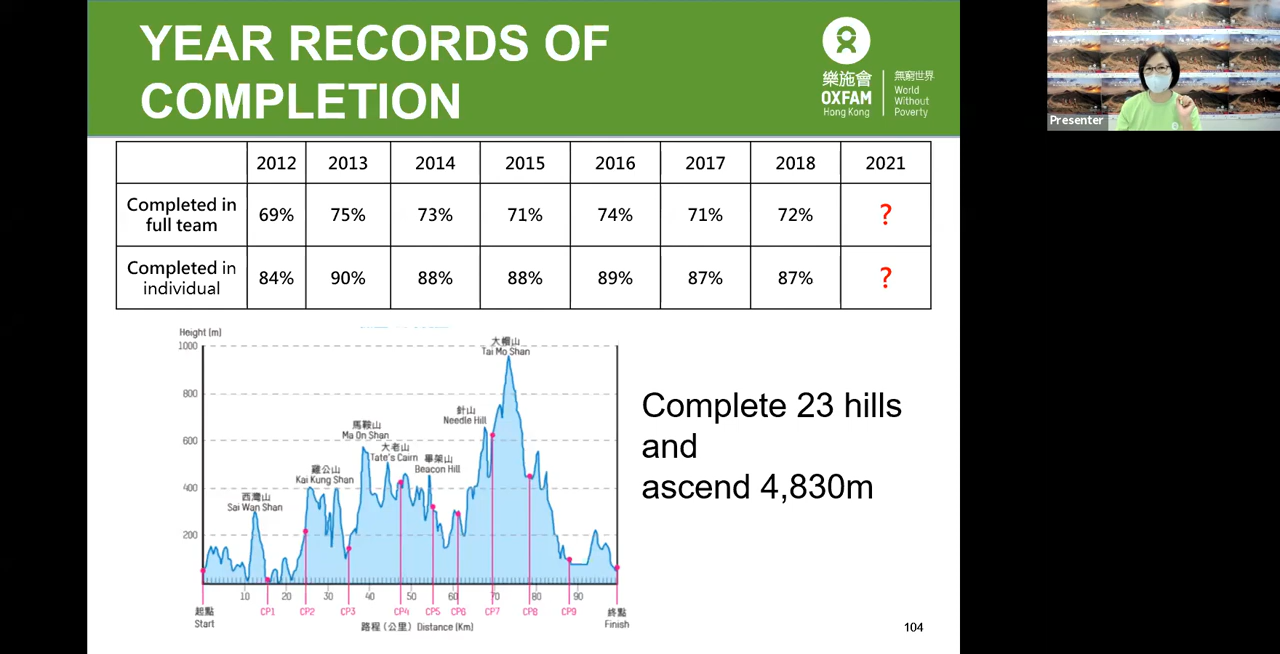 YEAR RECORDS OF
COMPLETION
樂施會
OXFAM
Hong Kong
無窮世界
World
Without
Poverty
Presenter
2012 2013 2014 2015 2016 2017 2018 2021
Completed in
full team
69% 75% 73% 71% 74% 71% 72% ?
Completed in
individual
84% 90% 88% 88% 89% 87% 87% ?
Height (m)
1000
800
600
400
200
西灣山
Sai Wan Shan
雞公山
Kai Kung Shan
馬鞍山
Ma On Shan
大老山
Tate's Cairn
畢架山
Beacon Hill
針山
Needle Hill
大帽山
Tai Mo Shan
10 20 30 40 50 60 70 80 90
起點
Start
CP1 CP2 CP3 CP4 CP5 CP6 CP7 CP8 CP9
終點
Finish
路程（公里）Distance (Km)
Complete 23 hills
and
ascend 4,830m
104